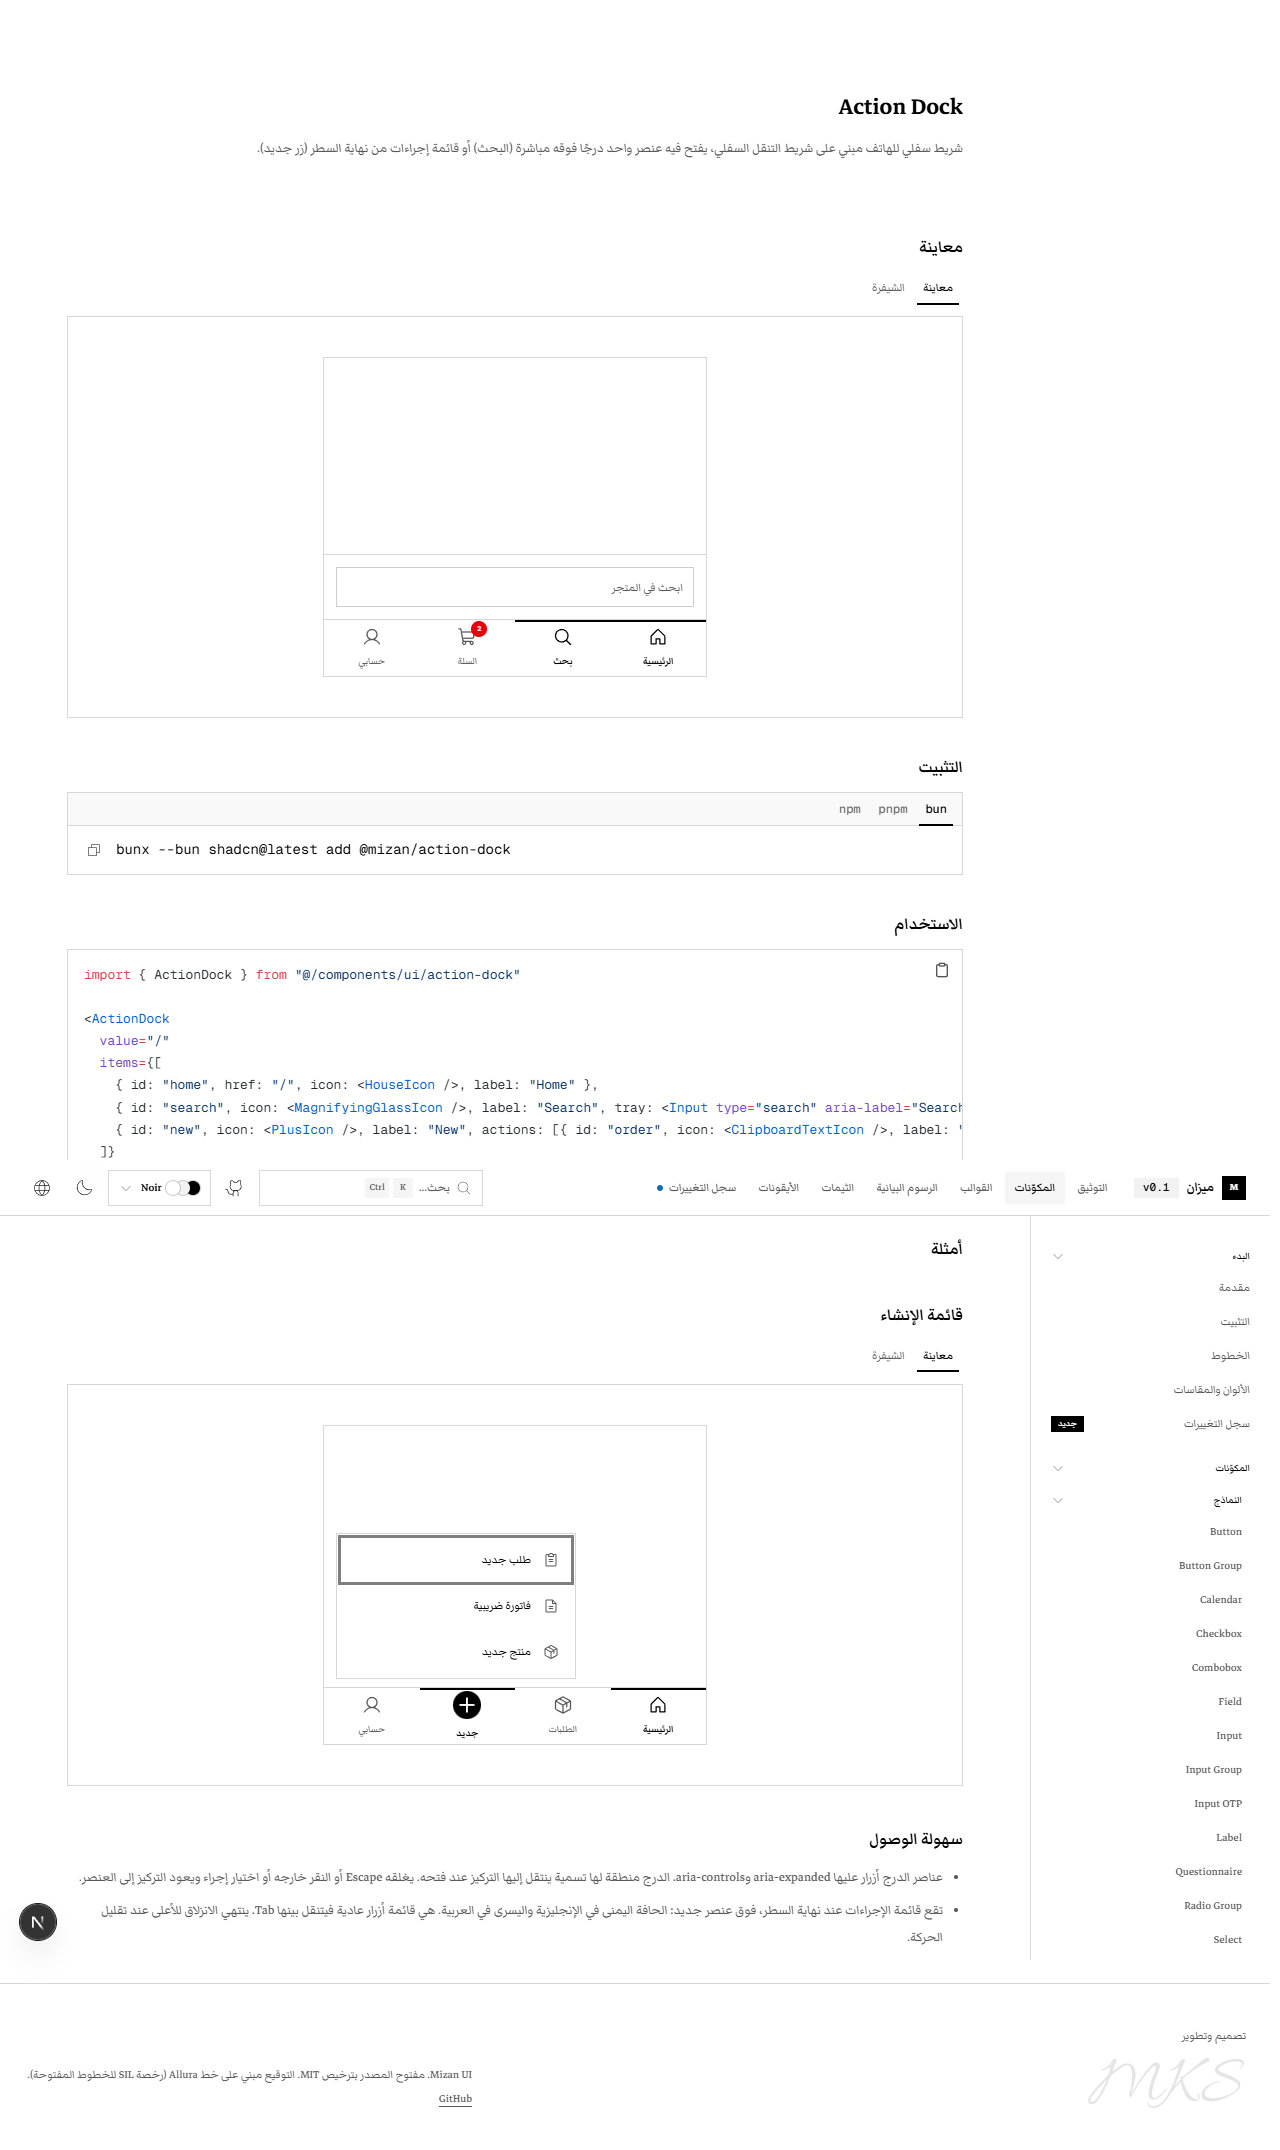 Action Dock
شريط سفلي للهاتف مبني على شريط التنقل السفلي، يفتح فيه عنصر واحد درجًا فوقه مباشرة (البحث) أو قائمة إجراءات من نهاية السطر (زر جديد).
معاينة
معاينة الشيفرة
ابحث في المتجر
الرئيسية بحث السلة 2 حسابي
التثبيت
bun pnpm npm
bunx --bun shadcn@latest add @mizan/action-dock
الاستخدام
import { ActionDock } from "@/components/ui/action-dock"
<ActionDock
value="/"
items={[
{ id: "home", href: "/", icon: <HouseIcon />, label: "Home" },
{ id: "search", icon: <MagnifyingGlassIcon />, label: "Search", tray: <Input type="search" aria-label="Search
{ id: "new", icon: <PlusIcon />, label: "New", actions: [{ id: "order", icon: <ClipboardTextIcon />, label: "
]}
M ميزان v0.1 التوثيق المكوّنات القوالب الرسوم البيانية الثيمات الأيقونات سجل التغييرات بحث... K Ctrl Noir
أمثلة
قائمة الإنشاء
معاينة الشيفرة
طلب جديد
فاتورة ضريبية
منتج جديد
الرئيسية الطلبات جديد حسابي
سهولة الوصول
عناصر الدرج أزرار عليها aria-expanded وaria-controls. الدرج منطقة لها تسمية ينتقل إليها التركيز عند فتحه. يغلقه Escape أو النقر خارجه أو اختيار إجراء ويعود التركيز إلى العنصر.
تقع قائمة الإجراءات عند نهاية السطر، فوق عنصر جديد: الحافة اليمنى في الإنجليزية واليسرى في العربية. هي قائمة أزرار عادية فيتنقل بينها Tab. ينتهي الانزلاق للأعلى عند تقليل
الحركة.
البدء
مقدمة
التثبيت
الخطوط
الألوان والمقاسات
سجل التغييرات جديد
المكوّنات
النماذج
Button
Button Group
Calendar
Checkbox
Combobox
Field
Input
Input Group
Input OTP
Label
Questionnaire
Radio Group
Select
N
تصميم وتطوير
MKS
Mizan UI. مفتوح المصدر بترخيص MIT. التوقيع مبني على خط Allura (رخصة SIL للخطوط المفتوحة).
GitHub